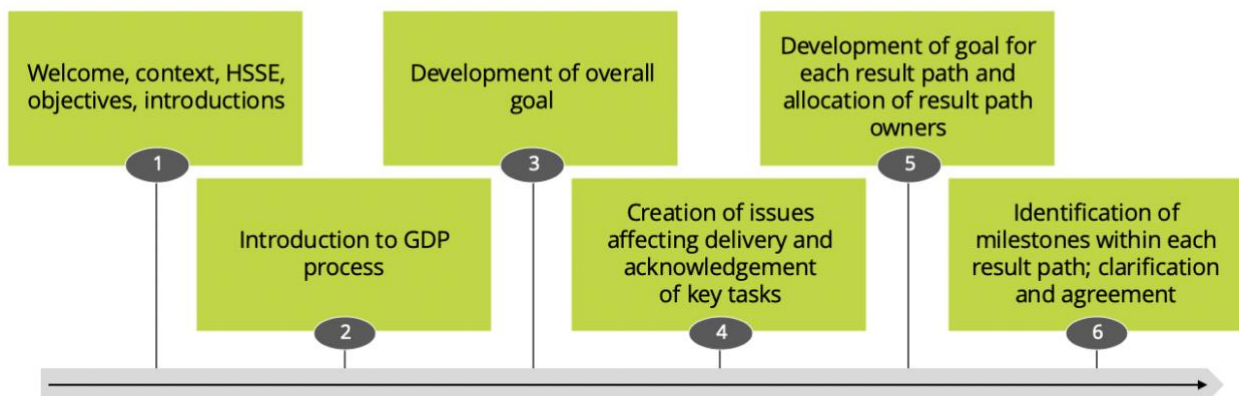 Welcome, context, HSSE,
objectives, introductions
1
Introduction to GDP
process
2
Development of overall
goal
3
Creation of issues
affecting delivery and
acknowledgement
of key tasks
4
Development of goal for
each result path and
allocation of result path
owners
5
Identification of
milestones within each
result path; clarification
and agreement
6